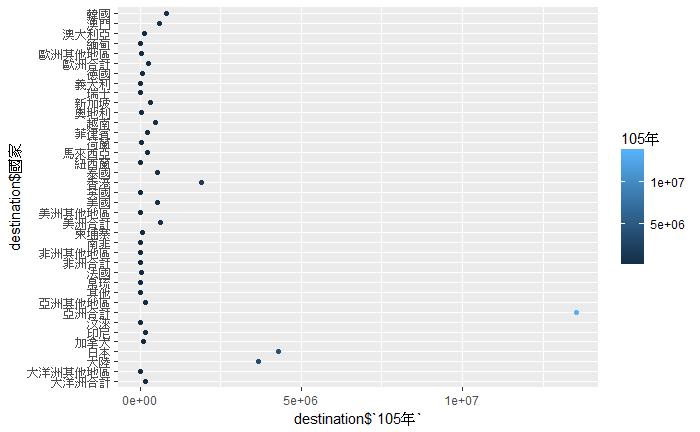 韓國
澳門
澳大利亞
緬甸
歐洲其他地區
歐洲合計
德國
義大利
瑞士
新加坡
奧地利
越南
菲律賓
荷蘭
馬來西亞
紐西蘭
泰國
香港
英國
美國
美洲其他地區
美洲合計
柬埔寨
南非
非洲其他地區
非洲合計
法國
帛琉
其他
亞洲其他地區
亞洲合計
汶淶
印尼
加拿大
日本
大陸
大洋洲其他地區
大洋洲合計
destination$國家
0e+00
5e+06
1e+07
destination$`105年`
105年
1e+07
5e+06